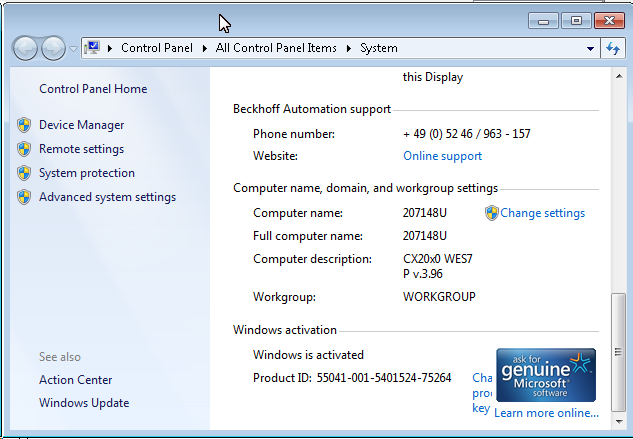 Control Panel All Control Panel Items System
Control Panel Home
Device Manager
Remote settings
System protection
Advanced system settings
See also
Action Center
Windows Update
this Display
Beckhoff Automation support
Phone number: + 49 (0) 52 46 / 963 - 157
Website: Online support
Computer name, domain, and workgroup settings
Computer name: 207148U Change settings
Full computer name: 207148U
Computer description: CX20x0 WES7
P v.3.96
Workgroup: WORKGROUP
Windows activation
Windows is activated
Product ID: 55041-001-5401524-75264
Cha
pro
key
ask for
genuine
Microsoft
software
Learn more online...